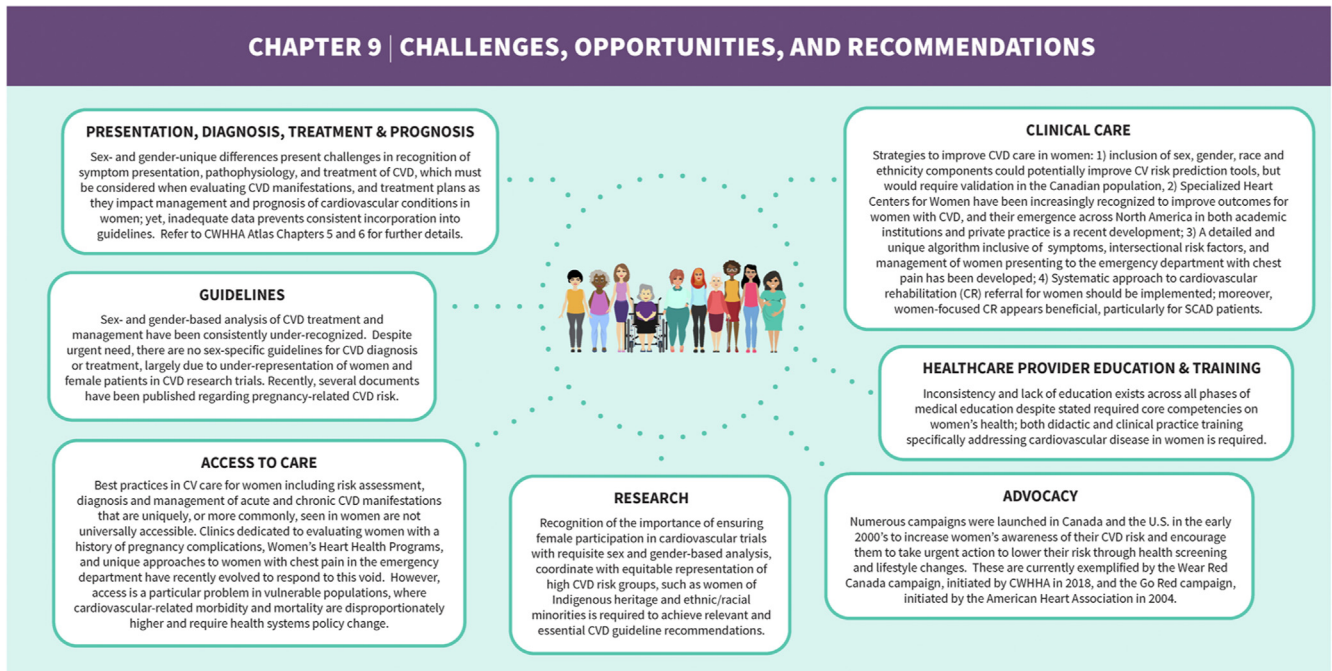 CHAPTER 9 | CHALLENGES, OPPORTUNITIES, AND RECOMMENDATIONS
PRESENTATION, DIAGNOSIS, TREATMENT & PROGNOSIS
Sex- and gender-unique differences present challenges in recognition of
symptom presentation, pathophysiology, and treatment of CVD, which must
be considered when evaluating CVD manifestations, and treatment plans as
they impact management and prognosis of cardiovascular conditions in
women; yet, inadequate data prevents consistent incorporation into
guidelines. Refer to CWHHA Atlas Chapters 5 and 6 for further details.
GUIDELINES
Sex- and gender-based analysis of CVD treatment and
management have been consistently under-recognized. Despite
urgent need, there are no sex-specific guidelines for CVD diagnosis
or treatment, largely due to under-representation of women and
female patients in CVD research trials. Recently, several documents
have been published regarding pregnancy-related CVD risk.
ACCESS TO CARE
Best practices in CV care for women including risk assessment,
diagnosis and management of acute and chronic CVD manifestations
that are uniquely, or more commonly, seen in women are not
universally accessible. Clinics dedicated to evaluating women with a
history of pregnancy complications, Women's Heart Health Programs,
and unique approaches to women with chest pain in the emergency
department have recently evolved to respond to this void. However,
access is a particular problem in vulnerable populations, where
cardiovascular-related morbidity and mortality are disproportionately
higher and require health systems policy change.
RESEARCH
Recognition of the importance of ensuring
female participation in cardiovascular trials
with requisite sex and gender-based analysis,
coordinate with equitable representation of
high CVD risk groups, such as women of
Indigenous heritage and ethnic/racial
minorities is required to achieve relevant and
essential CVD guideline recommendations.
CLINICAL CARE
Strategies to improve CVD care in women: 1) inclusion of sex, gender, race and
ethnicity components could potentially improve CV risk prediction tools, but
would require validation in the Canadian population, 2) Specialized Heart
Centers for Women have been increasingly recognized to improve outcomes for
women with CVD, and their emergence across North America in both academic
institutions and private practice is a recent development; 3) A detailed and
unique algorithm inclusive of symptoms, intersectional risk factors, and
management of women presenting to the emergency department with chest
pain has been developed; 4) Systematic approach to cardiovascular
rehabilitation (CR) referral for women should be implemented; moreover,
women-focused CR appears beneficial, particularly for SCAD patients.
HEALTHCARE PROVIDER EDUCATION & TRAINING
Inconsistency and lack of education exists across all phases of
medical education despite stated required core competencies on
women's health; both didactic and clinical practice training
specifically addressing cardiovascular disease in women is required.
ADVOCACY
Numerous campaigns were launched in Canada and the U.S. in the early
2000's to increase women's awareness of their CVD risk and encourage
them to take urgent action to lower their risk through health screening
and lifestyle changes. These are currently exemplified by the Wear Red
Canada campaign, initiated by CWHHA in 2018, and the Go Red campaign,
initiated by the American Heart Association in 2004.